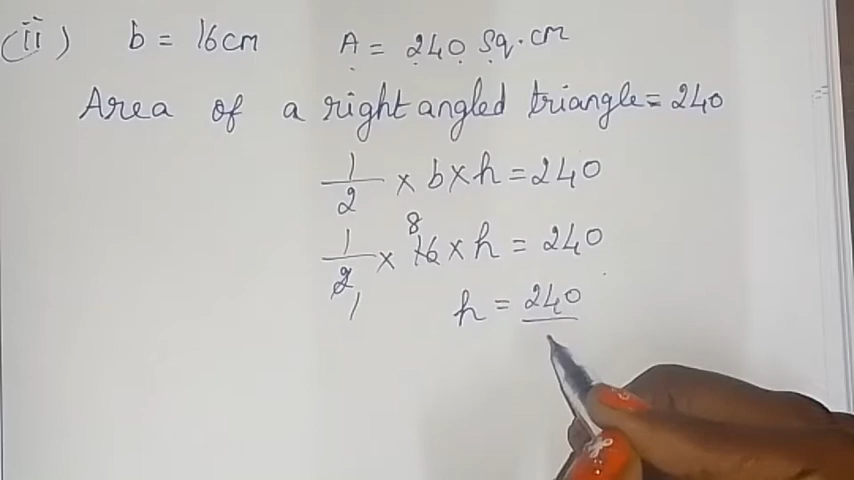 (ii) b = 16cm A = 240 Sq.cm
Area of a right angled triangle = 240
1/2 × b × h = 240
1/2 × 16 × h = 240
8
1
h = 240